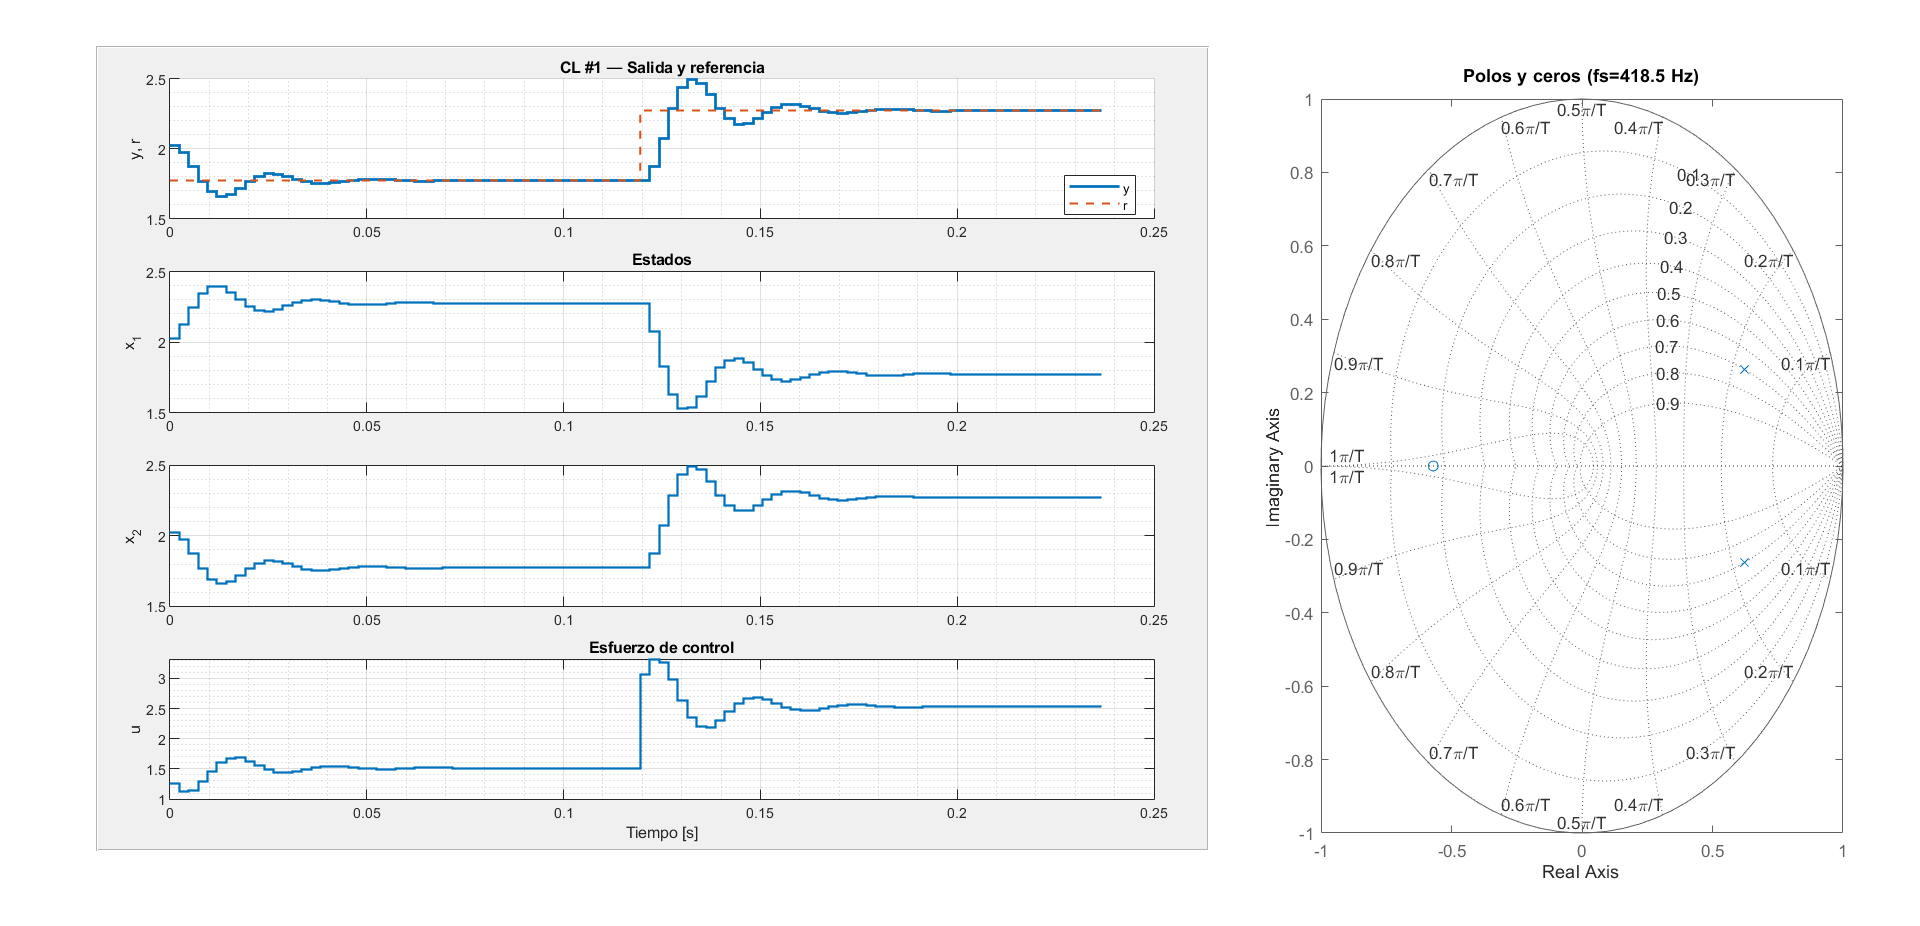 CL #1 — Salida y referencia
2.5
2
1.5
y, r
y
r
0 0.05 0.1 0.15 0.2 0.25
Estados
2.5
2
1.5
x1
0 0.05 0.1 0.15 0.2 0.25
2.5
2
1.5
x2
0 0.05 0.1 0.15 0.2 0.25
Esfuerzo de control
3
2.5
2
1.5
1
u
0 0.05 0.1 0.15 0.2 0.25
Tiempo [s]
Polos y ceros (fs=418.5 Hz)
1
0.8
0.6
0.4
0.2
0
-0.2
-0.4
-0.6
-0.8
-1
Imaginary Axis
0.5π/T
0.6π/T 0.4π/T
0.7π/T 0.1 0.3π/T
0.2
0.3
0.8π/T 0.4 0.2π/T
0.5
0.6
0.7
0.9π/T 0.8 0.1π/T
0.9
1π/T
1π/T
0.9π/T 0.1π/T
0.8π/T 0.2π/T
0.7π/T 0.3π/T
0.6π/T 0.4π/T
0.5π/T
-1 -0.5 0 0.5 1
Real Axis